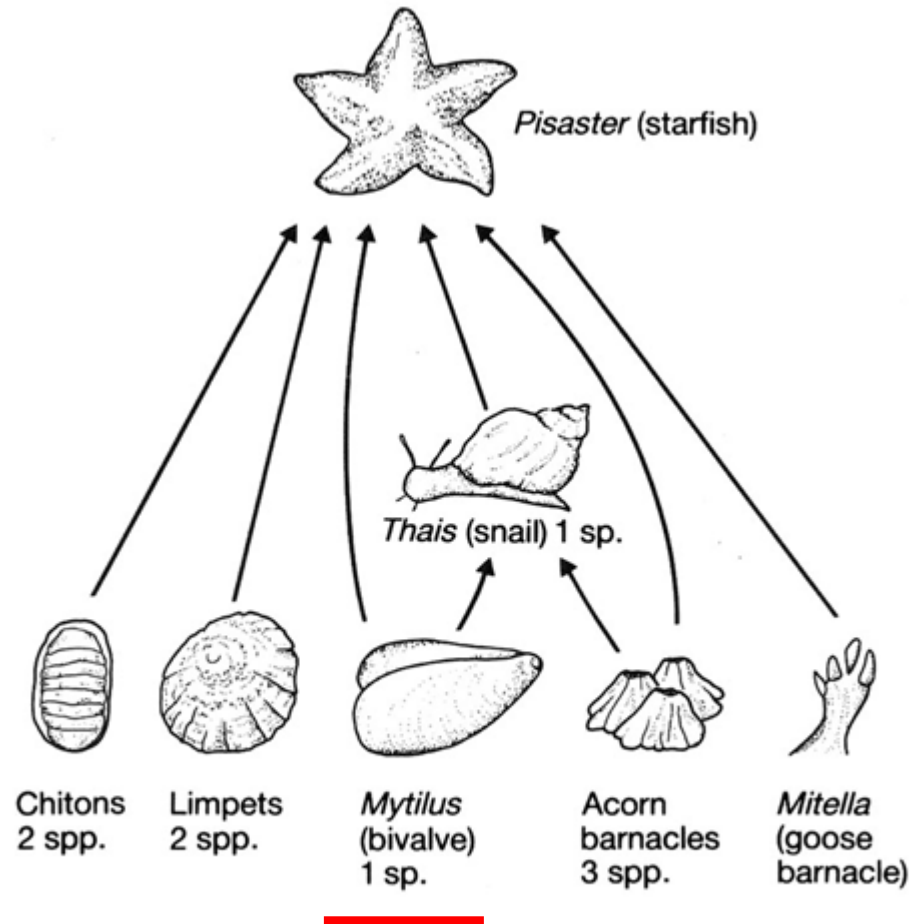 Pisaster (starfish)
Thais (snail) 1 sp.
Chitons
2 spp.
Limpets
2 spp.
Mytilus
(bivalve)
1 sp.
Acorn
barnacles
3 spp.
Mitella
(goose
barnacle)